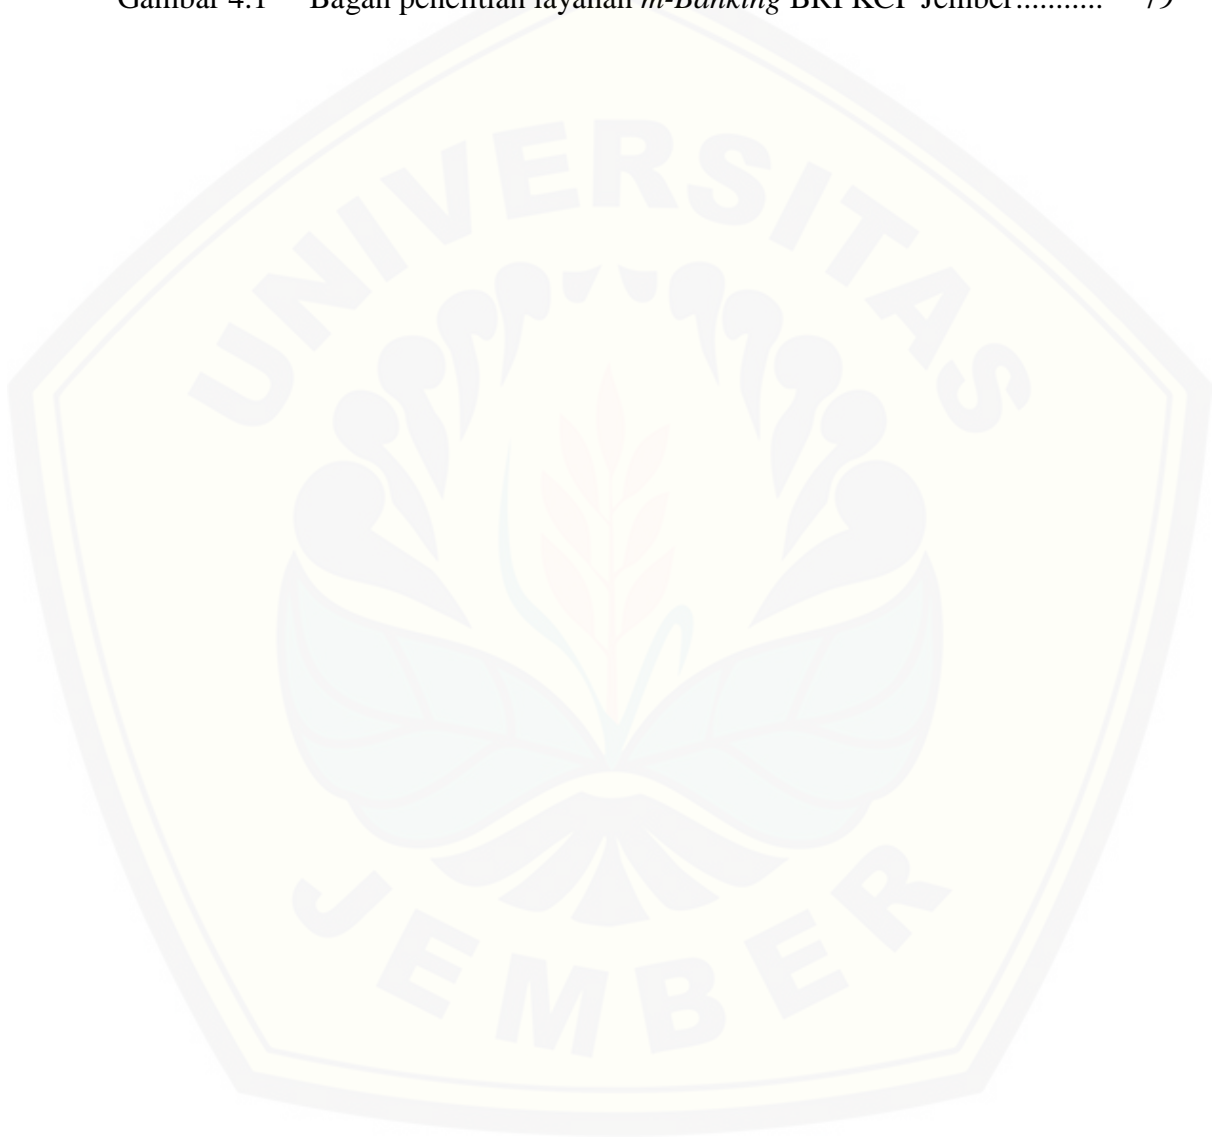 Gambar 4.1 Bagan penelitian layanan m-Banking BRI KCP Jember........... 79
UNIVERSITAS
JEMBER